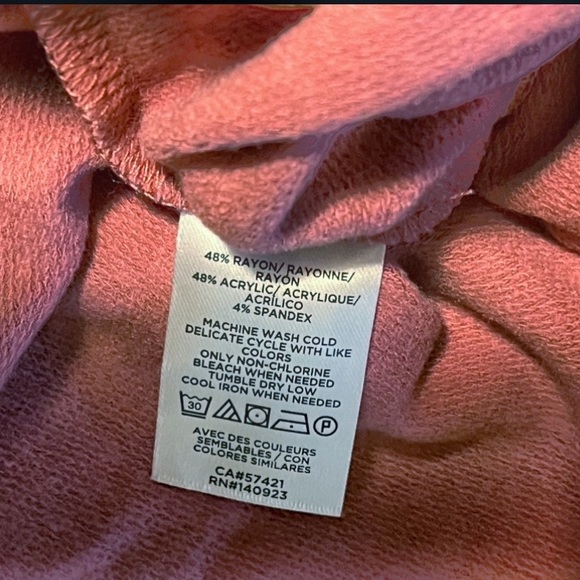 48% RAYON/RAYONNE/
RAYON
48% ACRYLIC/ACRYLIQUE/
ACRÍLICO
4% SPANDEX
MACHINE WASH COLD
DELICATE CYCLE WITH LIKE
COLORS
ONLY NON-CHLORINE
BLEACH WHEN NEEDED
TUMBLE DRY LOW
COOL IRON WHEN NEEDED
30 P
AVEC DES COULEURS
SEMBLABLES / CON
COLORES SIMILARES
CA#57421
RN#140923